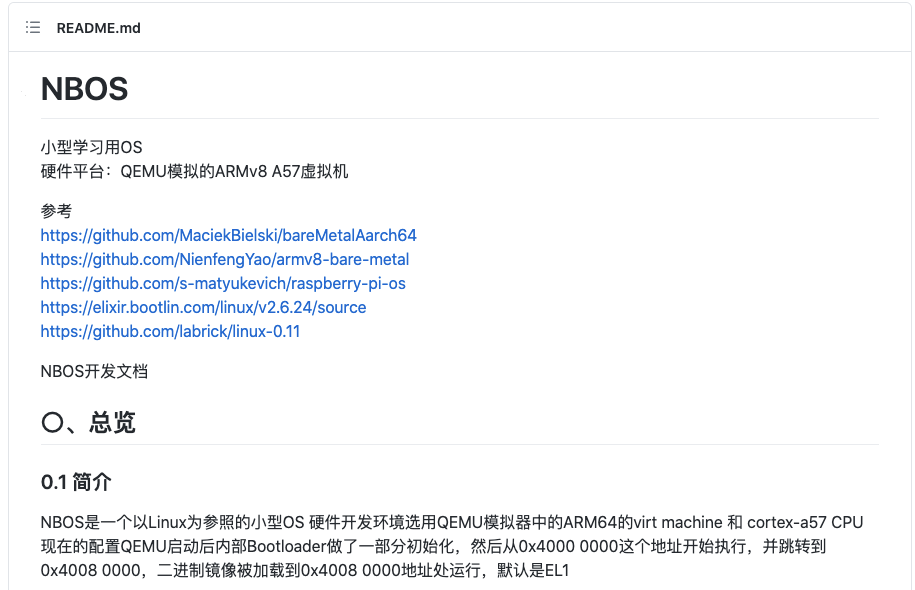 README.md
NBOS
小型学习用OS
硬件平台：QEMU模拟的ARMv8 A57虚拟机
参考
https://github.com/MaciekBielski/bareMetalAarch64
https://github.com/NienfengYao/armv8-bare-metal
https://github.com/s-matyukevich/raspberry-pi-os
https://elixir.bootlin.com/linux/v2.6.24/source
https://github.com/labrick/linux-0.11
NBOS开发文档
〇、总览
0.1 简介
NBOS是一个以Linux为参照的小型OS 硬件开发环境选用QEMU模拟器中的ARM64的virt machine 和 cortex-a57 CPU
现在的配置QEMU启动后内部Bootloader做了一部分初始化，然后从0x4000 0000这个地址开始执行，并跳转到
0x4008 0000，二进制镜像被加载到0x4008 0000地址处运行，默认是EL1